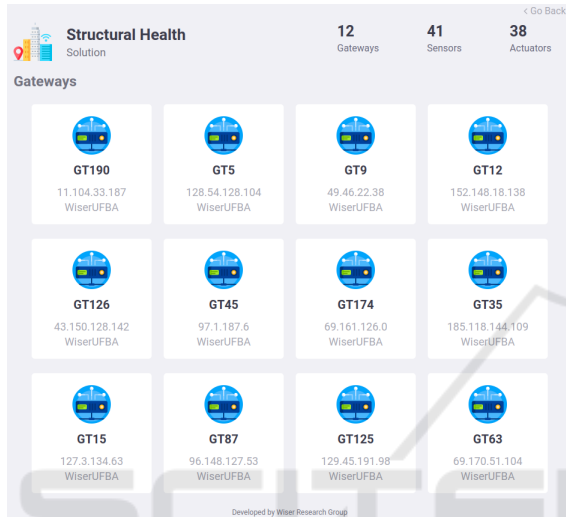 < Go Back
Structural Health
Solution
12
Gateways
41
Sensors
38
Actuators
Gateways
GT190
11.104.33.187
WiserUFBA
GT5
128.54.128.104
WiserUFBA
GT9
49.46.22.38
WiserUFBA
GT12
152.148.18.138
WiserUFBA
GT126
43.150.128.142
WiserUFBA
GT45
97.1.187.6
WiserUFBA
GT174
69.161.126.0
WiserUFBA
GT35
185.118.144.109
WiserUFBA
GT15
127.3.134.63
WiserUFBA
GT87
96.148.127.53
WiserUFBA
GT125
129.45.191.98
WiserUFBA
GT63
69.170.51.104
WiserUFBA
Developed by Wiser Research Group